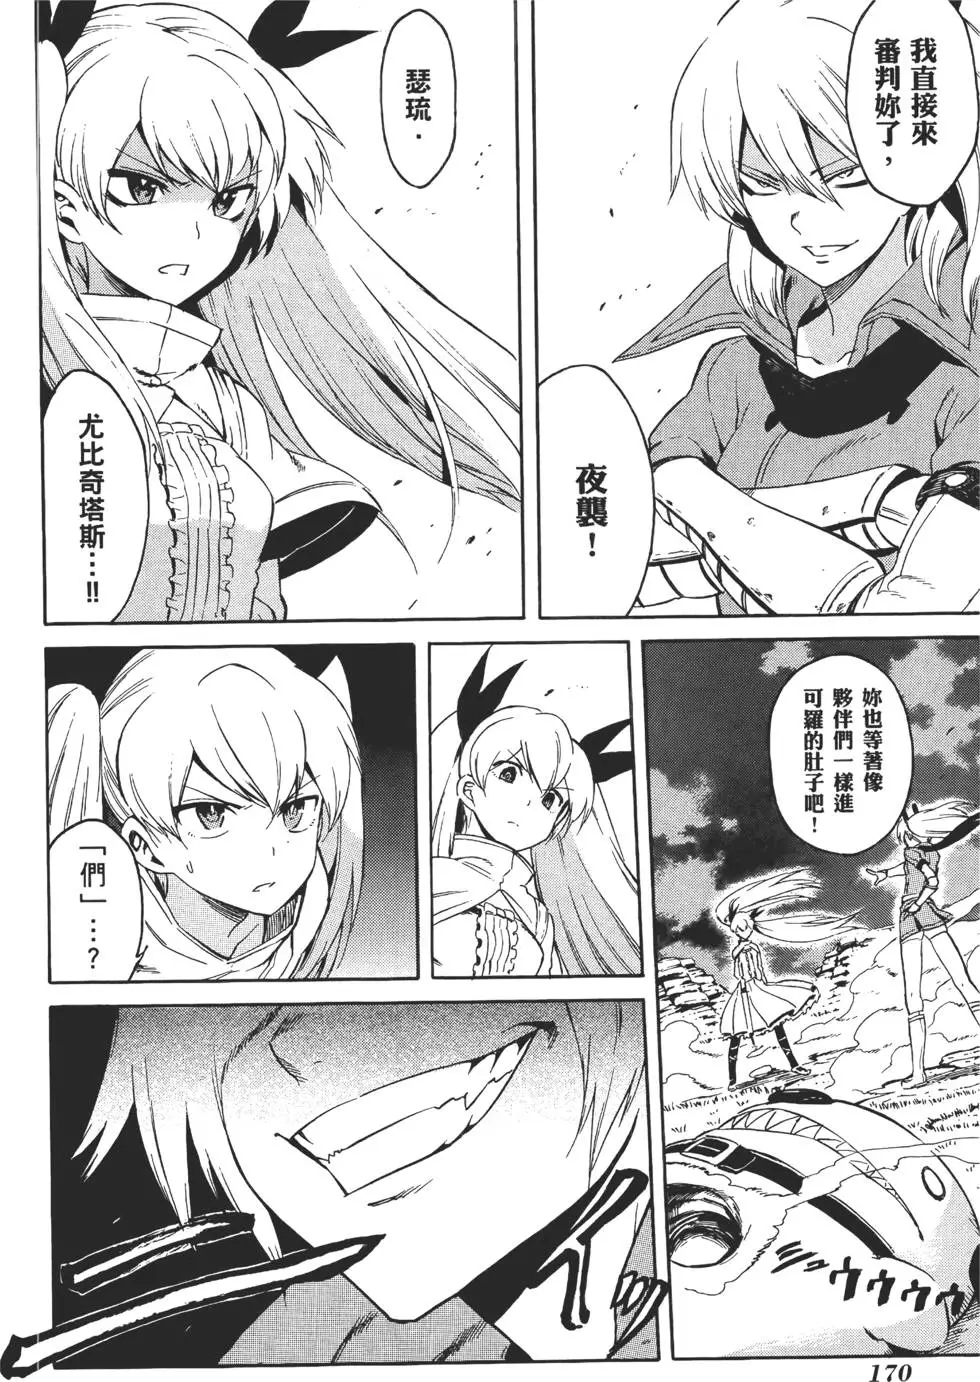 我直接來
審判妳了，
夜襲！
瑟琉．
尤比奇塔斯…!!
妳也等著像
夥伴們一樣進
可羅的肚子吧！
「們」…？
シュウウウウ
170